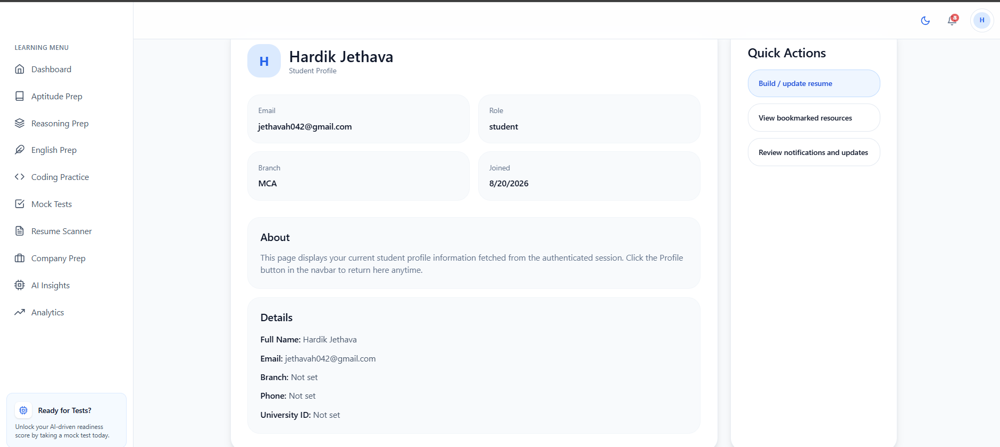 8
H
LEARNING MENU
Dashboard
Aptitude Prep
Reasoning Prep
English Prep
Coding Practice
Mock Tests
Resume Scanner
Company Prep
AI Insights
Analytics
Ready for Tests?
Unlock your AI-driven readiness
score by taking a mock test today.
H
Hardik Jethava
Student Profile
Email
jethavah042@gmail.com
Role
student
Branch
MCA
Joined
8/20/2026
About
This page displays your current student profile information fetched from the authenticated session. Click the Profile
button in the navbar to return here anytime.
Details
Full Name: Hardik Jethava
Email: jethavah042@gmail.com
Branch: Not set
Phone: Not set
University ID: Not set
Quick Actions
Build / update resume
View bookmarked resources
Review notifications and updates